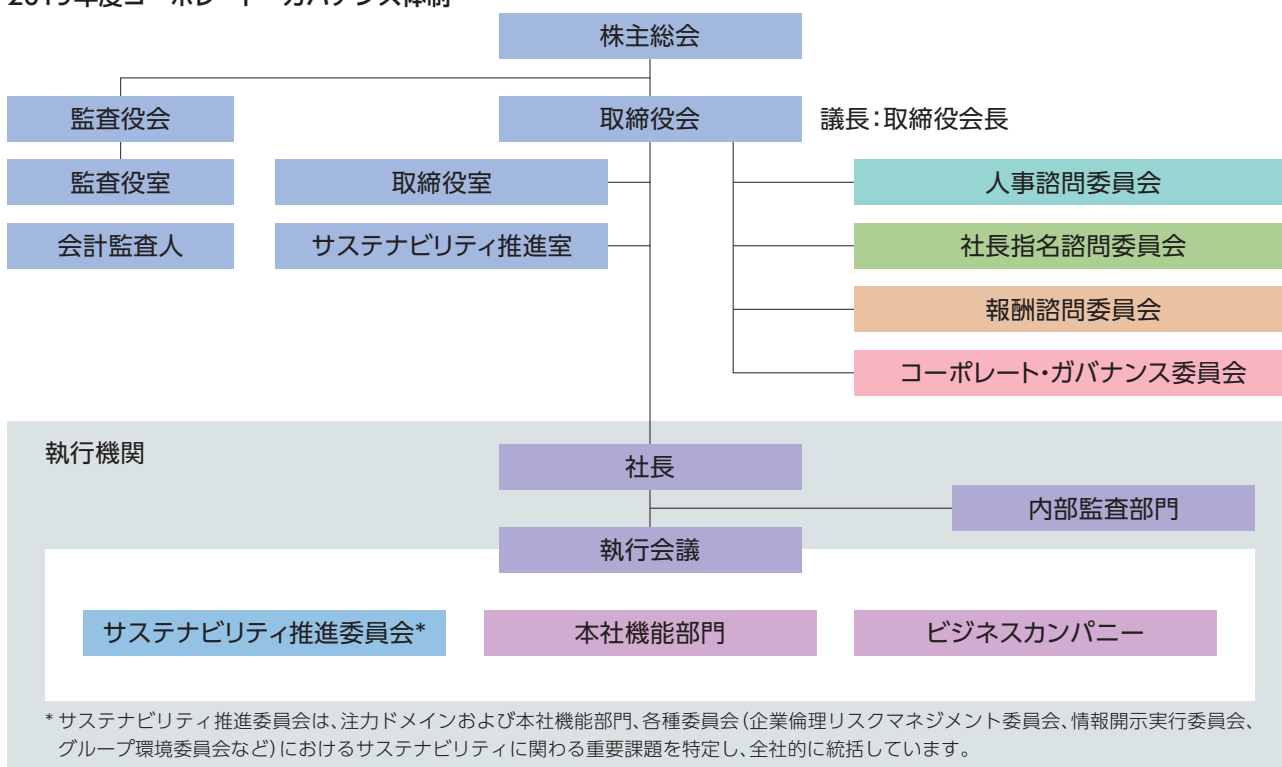 株主総会
監査役会
取締役会
議長：取締役会長
監査役室
取締役室
人事諮問委員会
会計監査人
サステナビリティ推進室
社長指名諮問委員会
報酬諮問委員会
コーポレート・ガバナンス委員会
執行機関
社長
内部監査部門
執行会議
サステナビリティ推進委員会*
本社機能部門
ビジネスカンパニー
* サステナビリティ推進委員会は、注力ドメインおよび本社機能部門、各種委員会（企業倫理リスクマネジメント委員会、情報開示実行委員会、
グループ環境委員会など）におけるサステナビリティに関わる重要課題を特定し、全社的に統括しています。